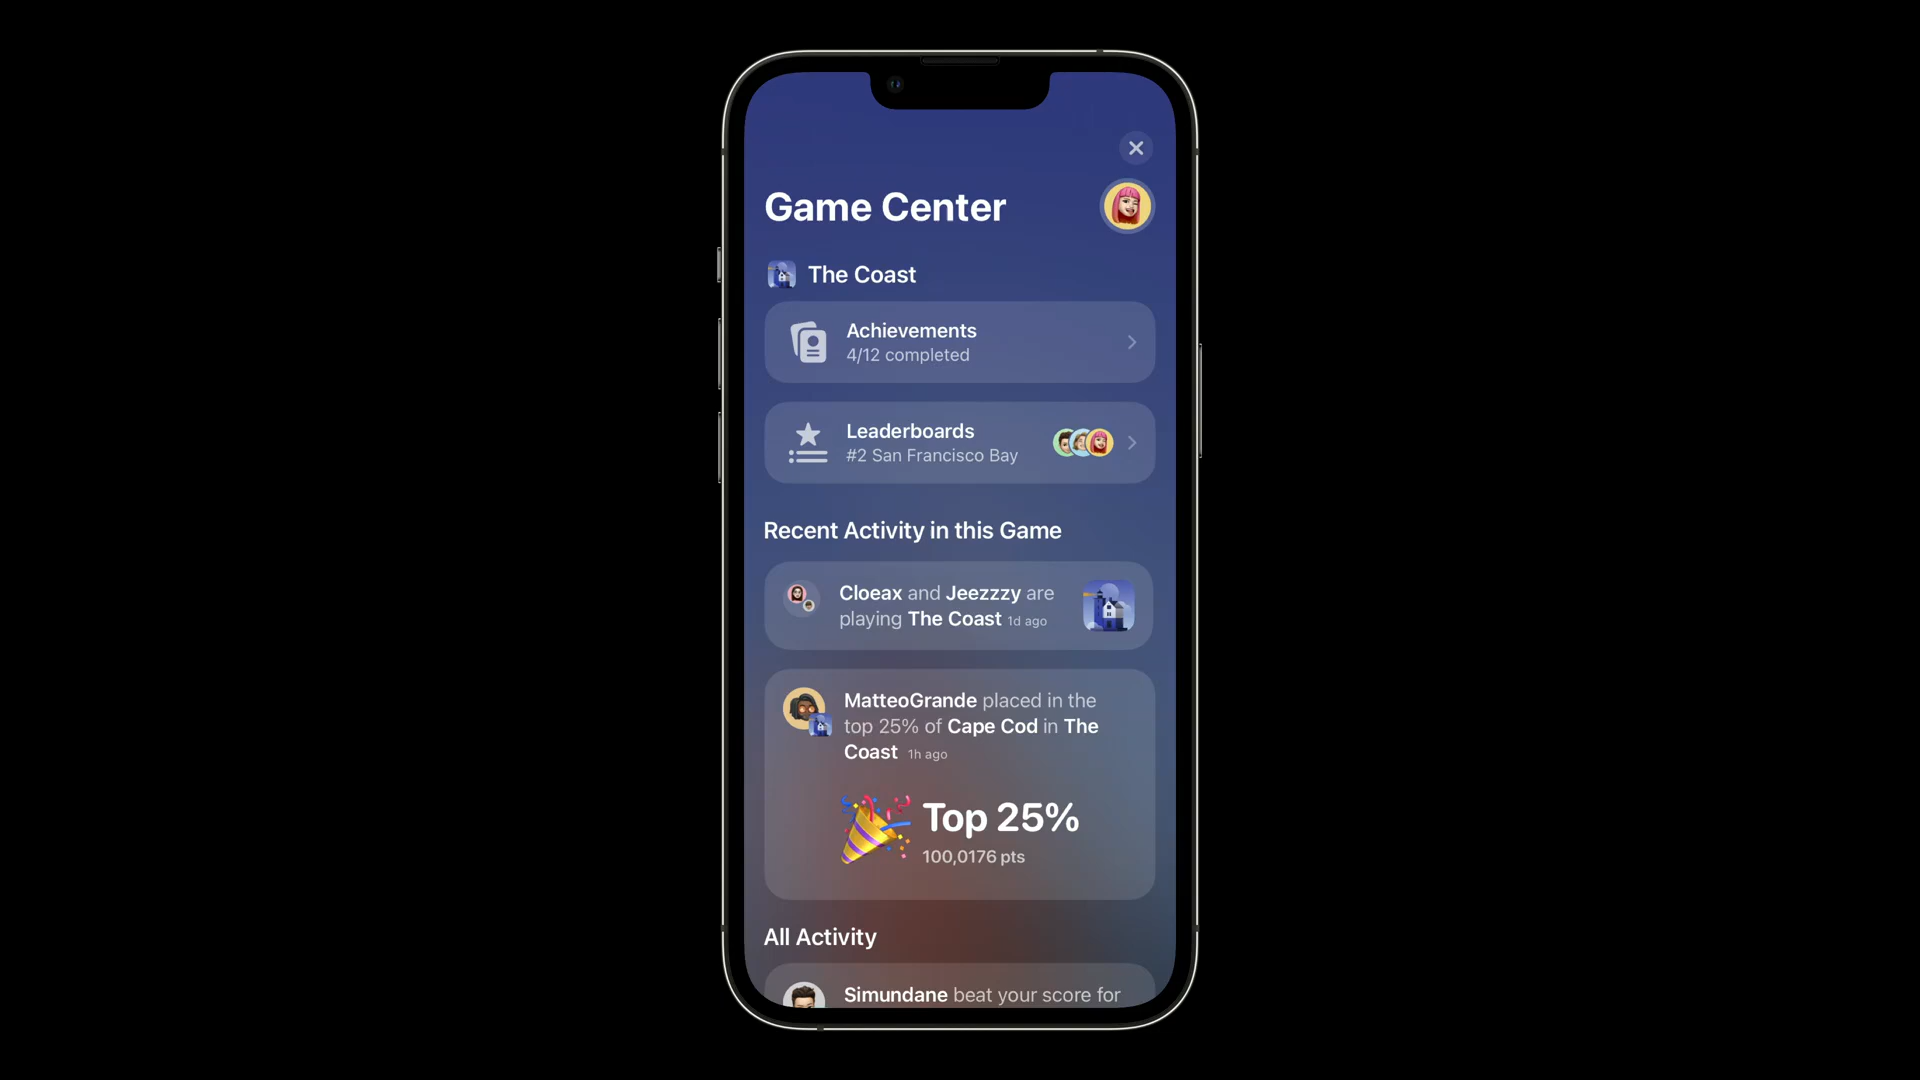 Game Center
The Coast
Achievements
4/12 completed
Leaderboards
#2 San Francisco Bay
Recent Activity in this Game
Cloeax and Jeezzzy are
playing The Coast 1d ago
MatteoGrande placed in the
top 25% of Cape Cod in The
Coast 1h ago
Top 25%
100,0176 pts
All Activity
Simundane beat your score for